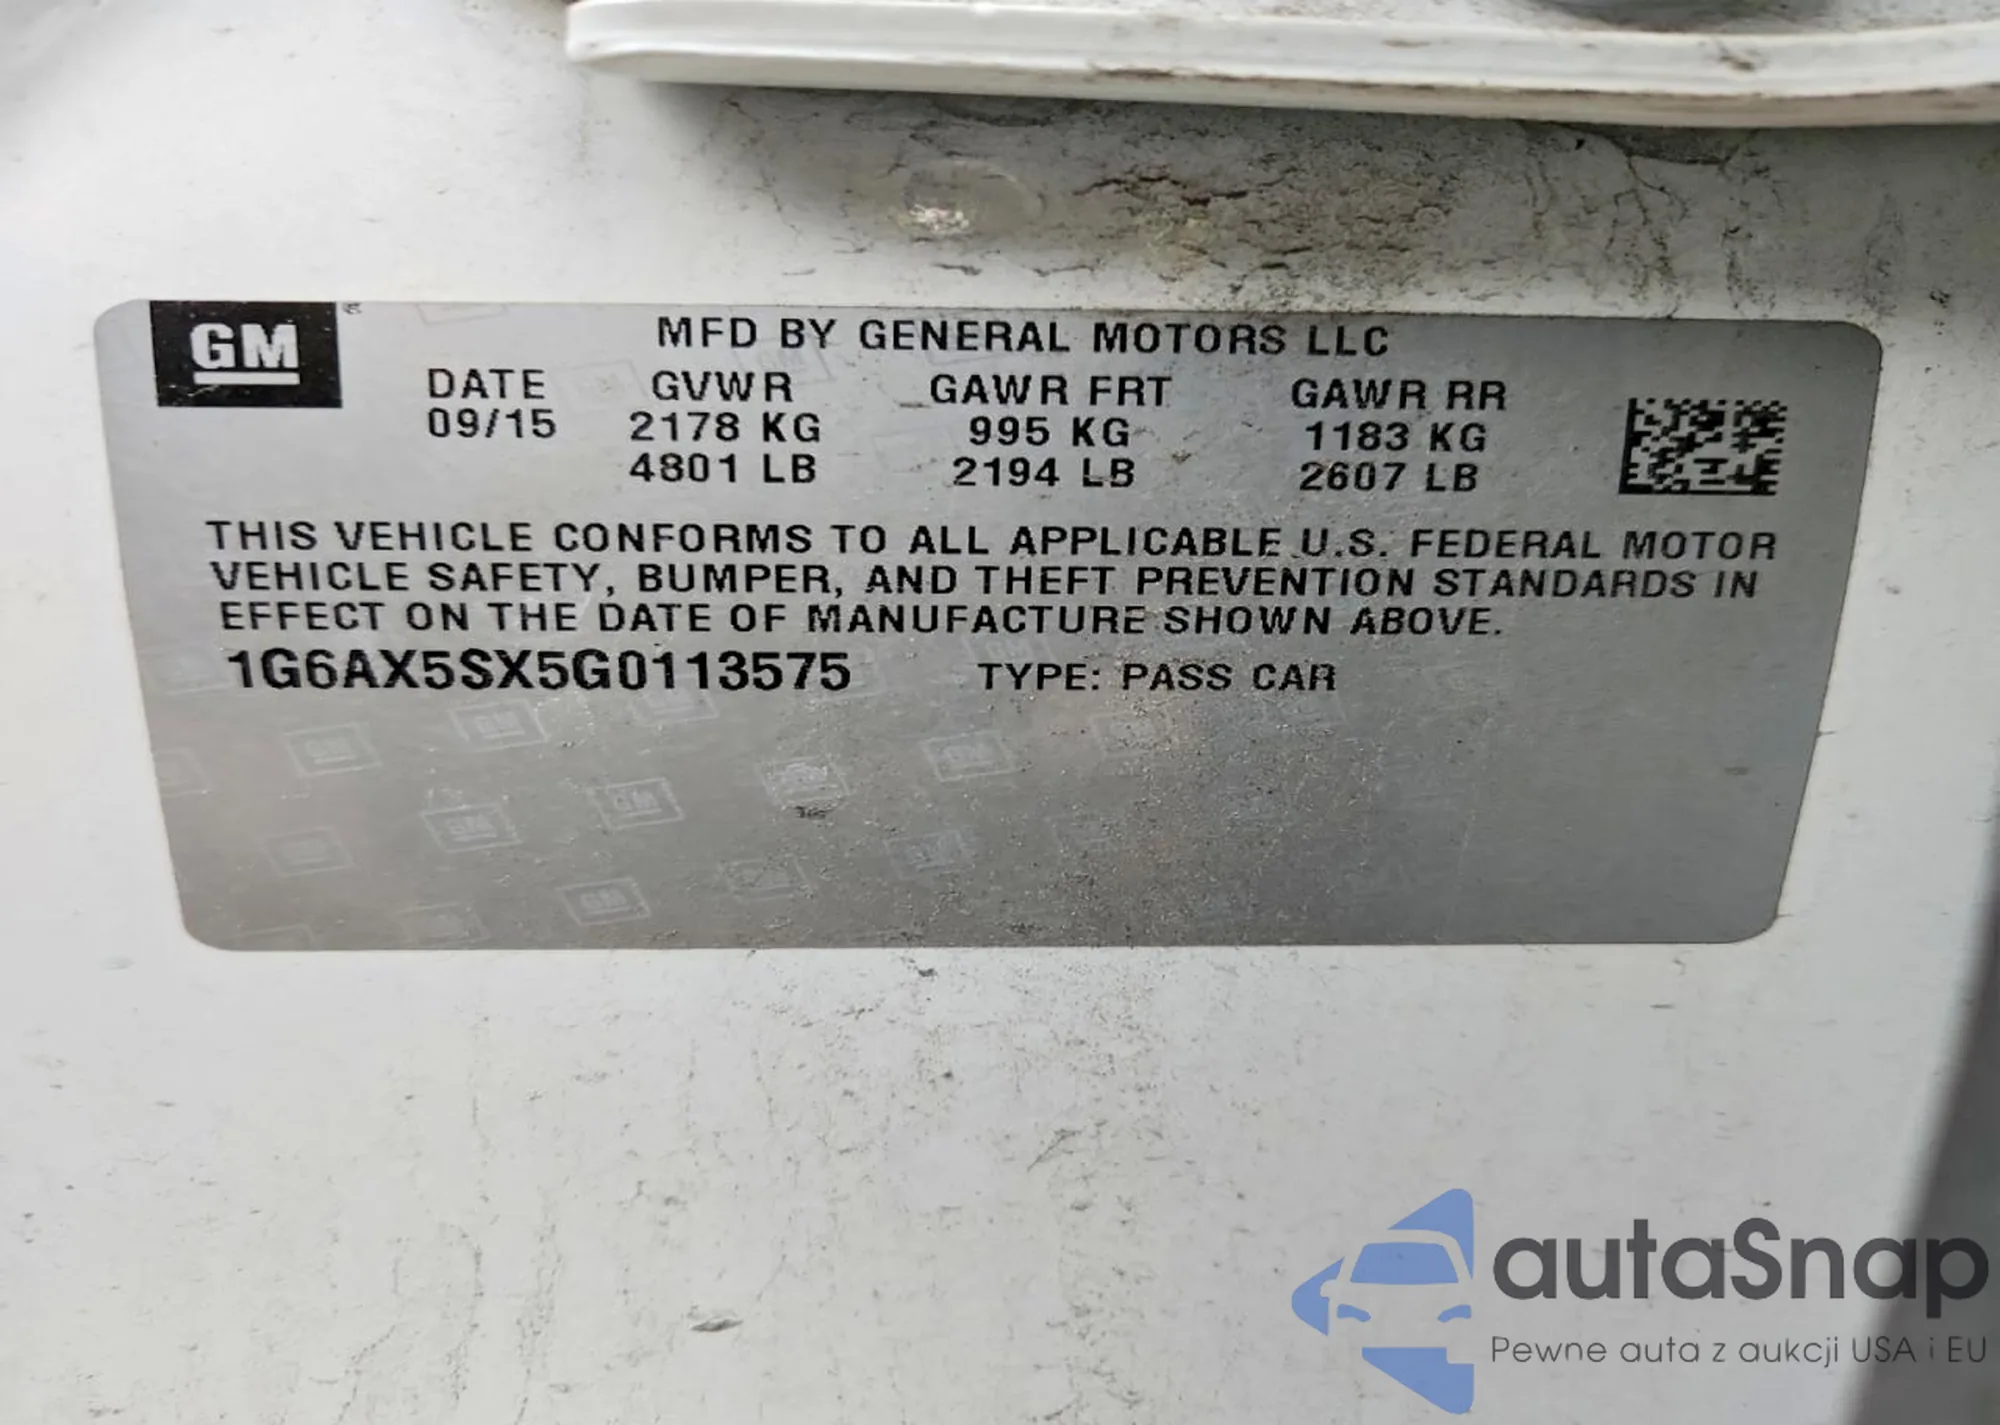 GM
MFD BY GENERAL MOTORS LLC
DATE GVWR GAWR FRT GAWR RR
09/15 2178 KG 995 KG 1183 KG
4801 LB 2194 LB 2607 LB
THIS VEHICLE CONFORMS TO ALL APPLICABLE U.S. FEDERAL MOTOR
VEHICLE SAFETY, BUMPER, AND THEFT PREVENTION STANDARDS IN
EFFECT ON THE DATE OF MANUFACTURE SHOWN ABOVE.
1G6AX5SX5G0113575 TYPE: PASS CAR
autaSnap
Pewne auta z aukcji USA i EU